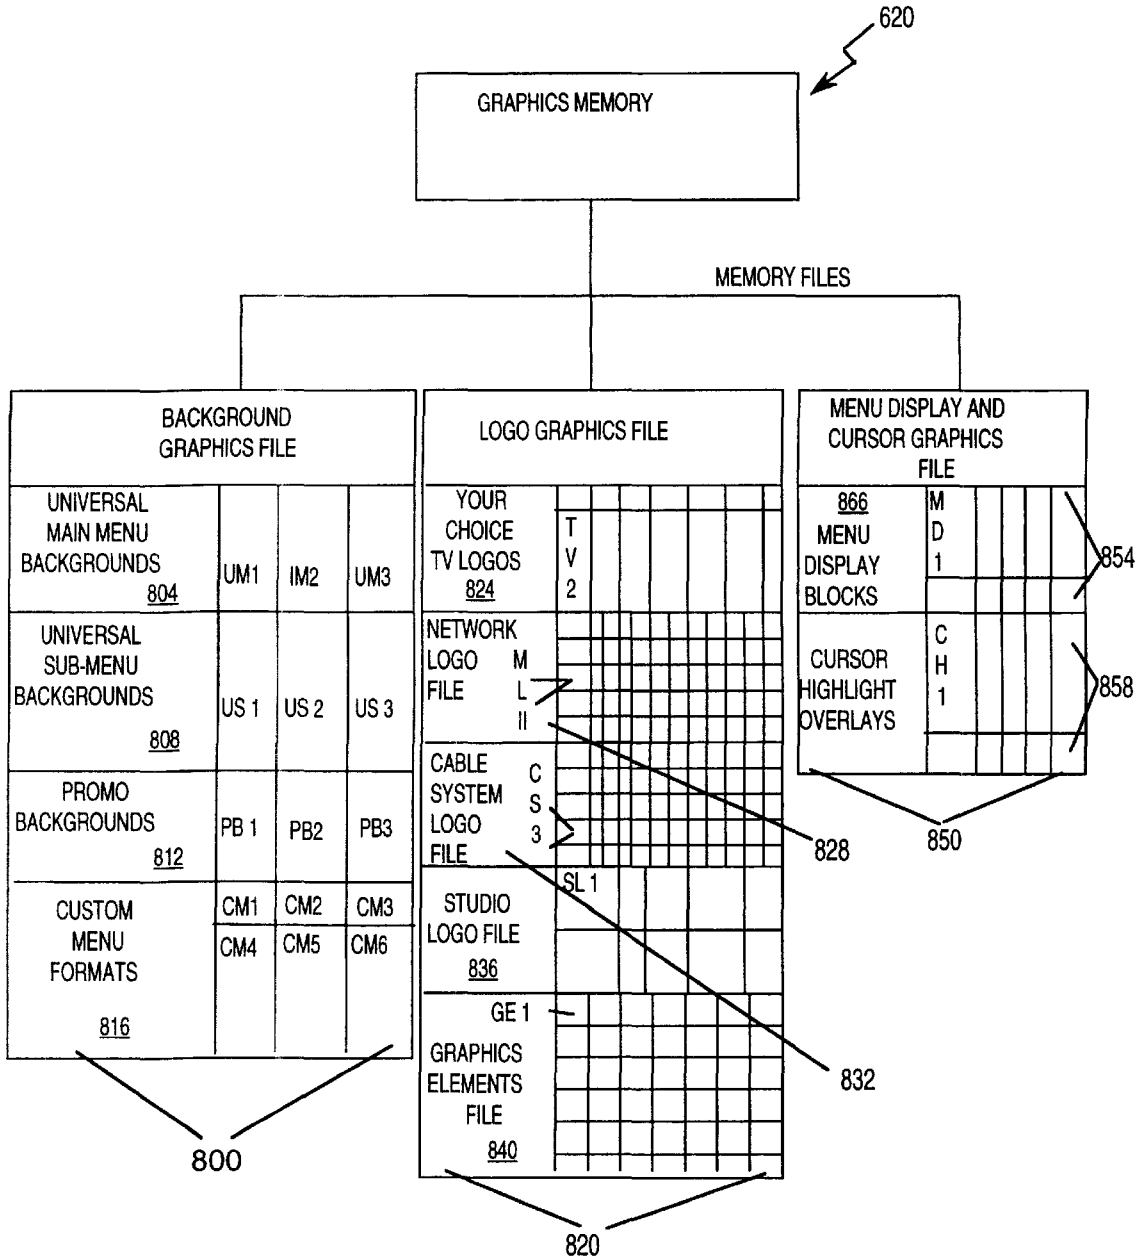 620
GRAPHICS MEMORY
MEMORY FILES
BACKGROUND
GRAPHICS FILE
UNIVERSAL
MAIN MENU
BACKGROUNDS
804
UM1 IM2 UM3
UNIVERSAL
SUB-MENU
BACKGROUNDS
808
US 1 US 2 US 3
PROMO
BACKGROUNDS
812
PB 1 PB2 PB3
CUSTOM
MENU
FORMATS
816
CM1 CM2 CM3
CM4 CM5 CM6
800
LOGO GRAPHICS FILE
YOUR
CHOICE
TV LOGOS
824
T
V
2
NETWORK
LOGO
FILE
M
L
II
828
CABLE
SYSTEM
LOGO
FILE
C
S
3
832
STUDIO
LOGO FILE
836
SL 1
GE 1
GRAPHICS
ELEMENTS
FILE
840
820
MENU DISPLAY AND
CURSOR GRAPHICS
FILE
866
MENU
DISPLAY
BLOCKS
M
D
1
854
CURSOR
HIGHLIGHT
OVERLAYS
C
H
1
858
850